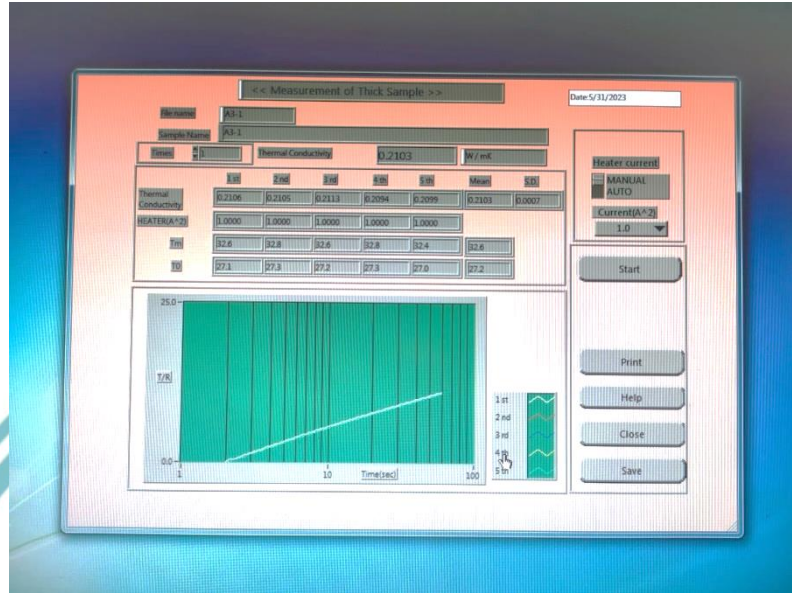 << Measurement of Thick Sample >>
Date:5/31/2023
File name A3-1
Sample Name A3-1
Times 5 Thermal Conductivity 0.2103 W / mK
1 st 2 nd 3 rd 4 th 5 th Mean S.D.
Thermal Conductivity 0.2106 0.2105 0.2113 0.2094 0.2099 0.2103 0.0007
HEATER(A^2) 1.0000 1.0000 1.0000 1.0000 1.0000
Tm 32.6 32.8 32.6 32.8 32.4 32.6
T0 27.1 27.3 27.2 27.3 27.0 27.2
Heater current
MANUAL
AUTO
Current(A^2)
1.0
Start
Print
Help
Close
Save
25.0
T/R
0.0
1 10 Time(sec) 100
1 st
2 nd
3 rd
4 th
5 th